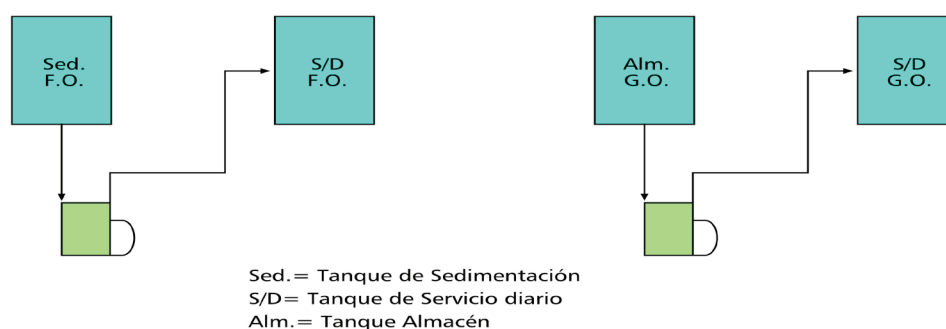 Sed.
F.O.
S/D
F.O.
Alm.
G.O.
S/D
G.O.
Sed.= Tanque de Sedimentación
S/D= Tanque de Servicio diario
Alm.= Tanque Almacén